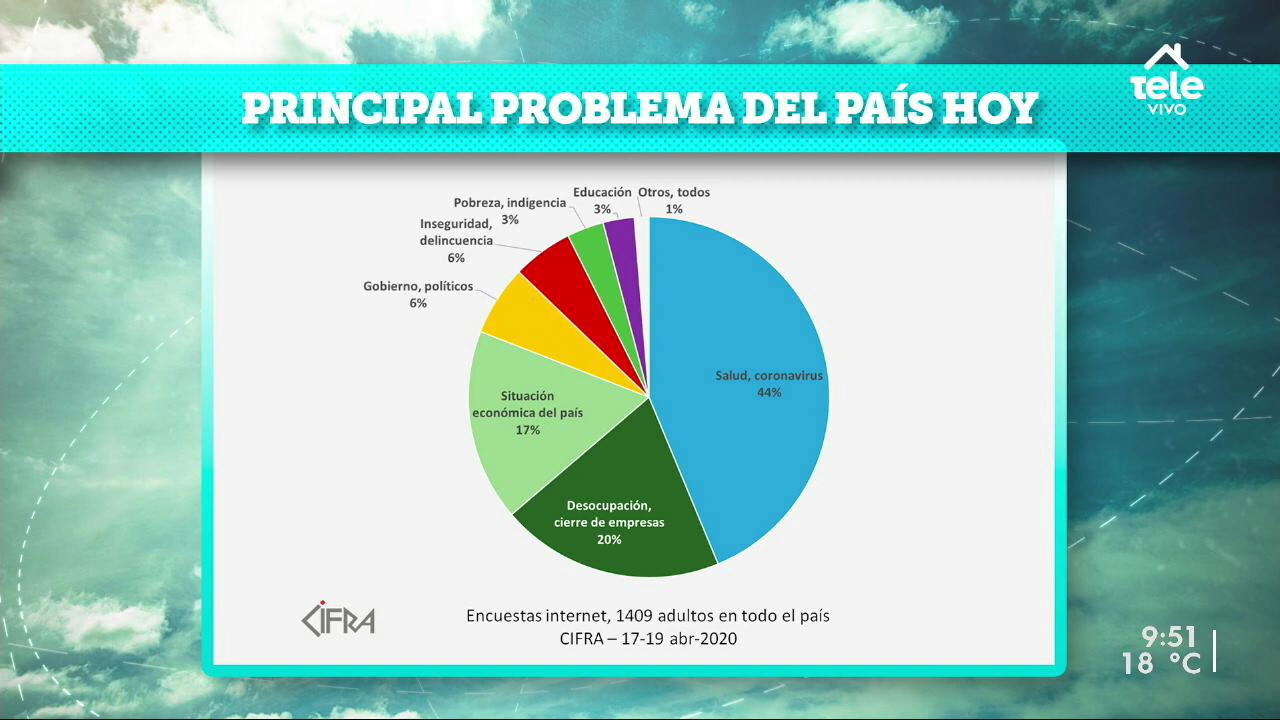 PRINCIPAL PROBLEMA DEL PAÍS HOY
tele
VIVO
Educación
3%
Otros, todos
1%
Pobreza, indigencia
3%
Inseguridad,
delincuencia
6%
Gobierno, políticos
6%
Salud, coronavirus
44%
Situación
económica del país
17%
Desocupación,
cierre de empresas
20%
CIFRA
Encuestas internet, 1409 adultos en todo el país
CIFRA – 17-19 abr-2020
9:51
18 °C